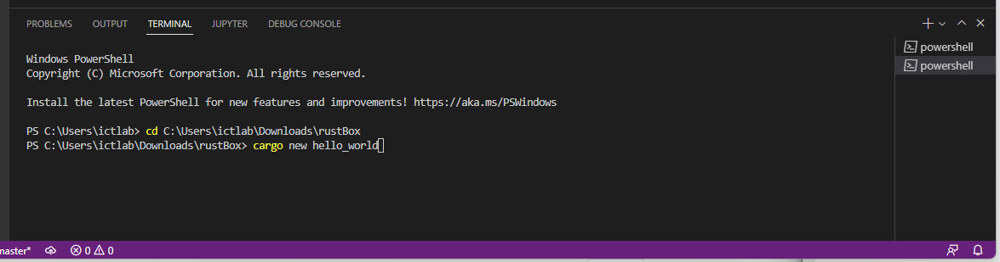 PROBLEMS OUTPUT TERMINAL JUPYTER DEBUG CONSOLE
powershell
powershell
Windows PowerShell
Copyright (C) Microsoft Corporation. All rights reserved.
Install the latest PowerShell for new features and improvements! https://aka.ms/PSWindows
PS C:\Users\ictlab> cd C:\Users\ictlab\Downloads\rustBox
PS C:\Users\ictlab\Downloads\rustBox> cargo new hello_world
master* 0 0